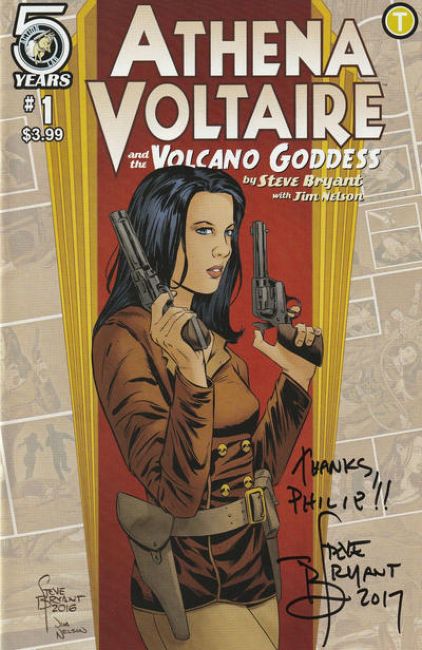 5
YEARS
#1
$3.99
T
ATHENA
VOLTAIRE
and the VOLCANO GODDESS
by Steve Bryant
with Jim Nelson
THANKS,
PHILIP!!
STEVE
BRYANT
2017
STEVE
BRYANT
2016
JIM
NELSON